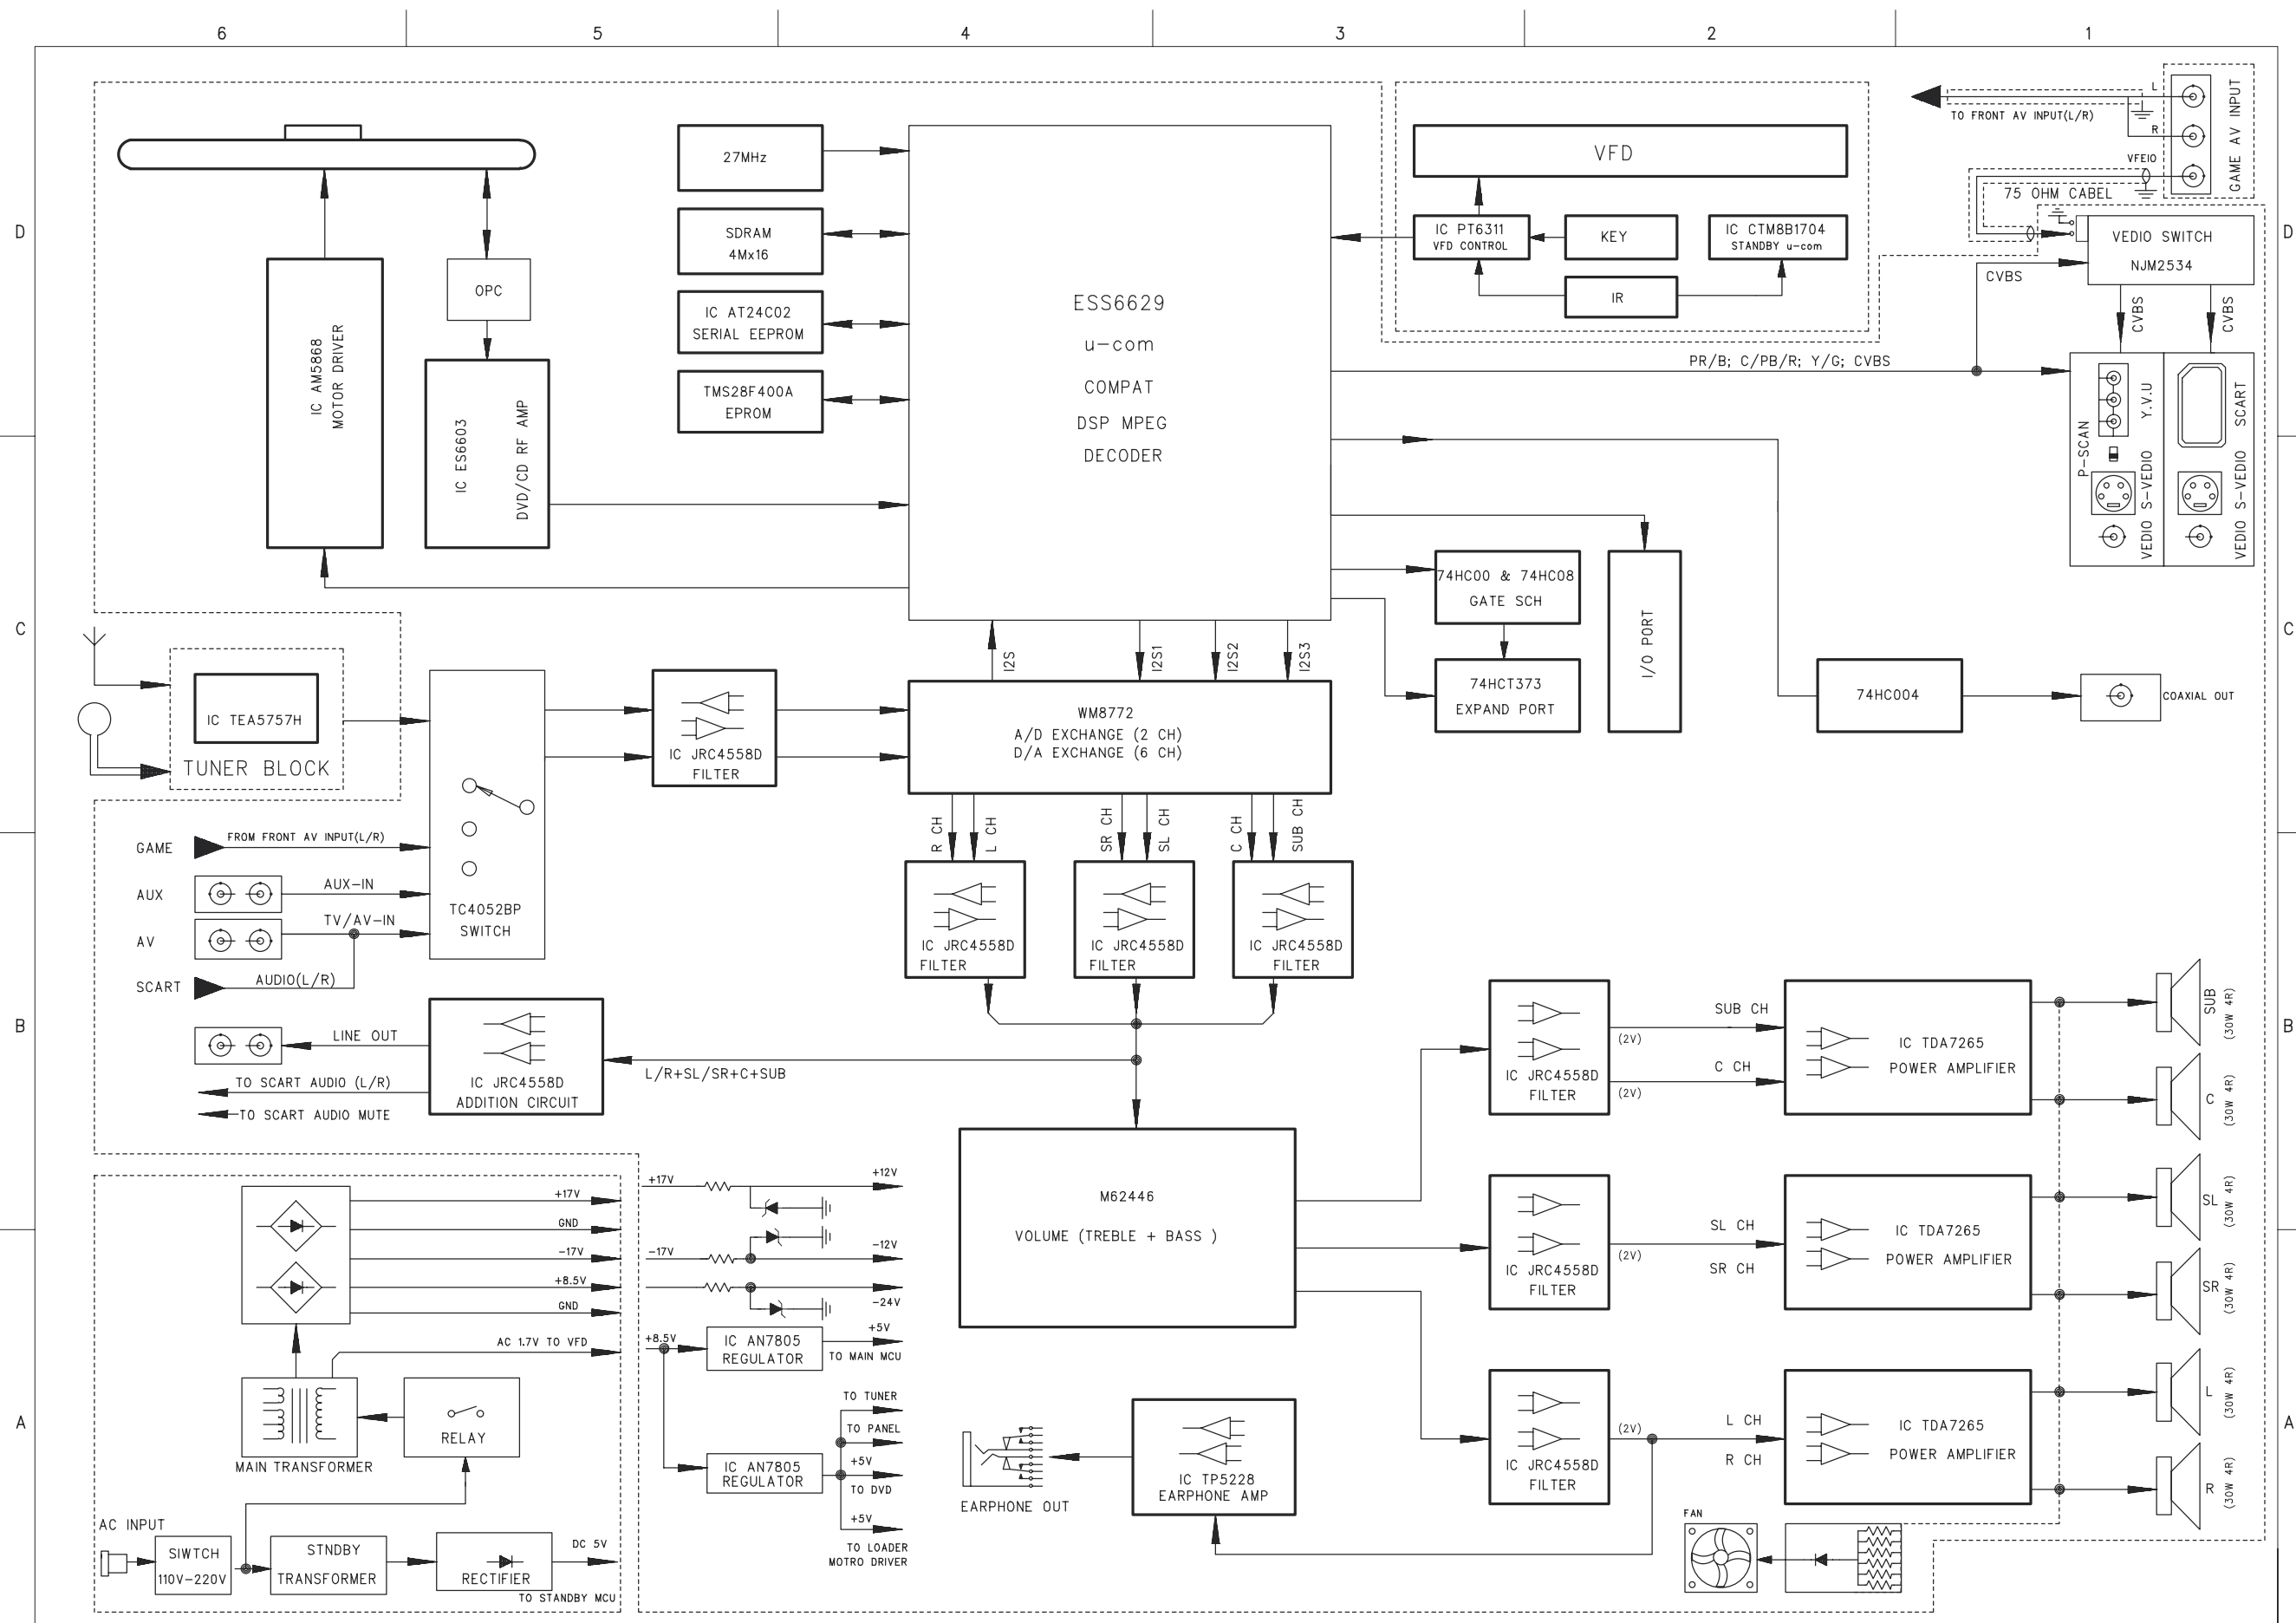 6 5 4 3 2 1
D
C
B
A
D
C
B
A
27MHz
SDRAM
4Mx16
IC AT24C02
SERIAL EEPROM
TMS28F400A
EPROM
OPC
IC AM5868
MOTOR DRIVER
IC ES6603
DVD/CD RF AMP
ESS6629
u-com
COMPAT
DSP MPEG
DECODER
VFD
IC PT6311
VFD CONTROL
KEY
IC CTM8B1704
STANDBY u-com
IR
L
TO FRONT AV INPUT(L/R)
R
VFEIO
GAME AV INPUT
75 OHM CABEL
VEDIO SWITCH
NJM2534
CVBS
CVBS
CVBS
PR/B; C/PB/R; Y/G; CVBS
P-SCAN
Y.V.U
SCART
VEDIO S-VEDIO
VEDIO S-VEDIO
74HC00 & 74HC08
GATE SCH
74HCT373
EXPAND PORT
I/O PORT
74HC004
COAXIAL OUT
I2S
I2S1
I2S2
I2S3
IC TEA5757H
TUNER BLOCK
IC JRC4558D
FILTER
WM8772
A/D EXCHANGE (2 CH)
D/A EXCHANGE (6 CH)
GAME
FROM FRONT AV INPUT(L/R)
AUX
AUX-IN
AV
TV/AV-IN
SCART
AUDIO(L/R)
TC4052BP
SWITCH
R CH
L CH
SR CH
SL CH
C CH
SUB CH
IC JRC4558D
FILTER
IC JRC4558D
FILTER
IC JRC4558D
FILTER
LINE OUT
TO SCART AUDIO (L/R)
TO SCART AUDIO MUTE
IC JRC4558D
ADDITION CIRCUIT
L/R+SL/SR+C+SUB
M62446
VOLUME (TREBLE + BASS )
IC JRC4558D
FILTER
(2V)
(2V)
SUB CH
C CH
IC TDA7265
POWER AMPLIFIER
SUB
(30W 4R)
C
(30W 4R)
IC JRC4558D
FILTER
(2V)
SL CH
SR CH
IC TDA7265
POWER AMPLIFIER
SL
(30W 4R)
SR
(30W 4R)
IC JRC4558D
FILTER
(2V)
L CH
R CH
IC TDA7265
POWER AMPLIFIER
L
(30W 4R)
R
(30W 4R)
FAN
+17V
GND
-17V
+8.5V
GND
AC 1.7V TO VFD
MAIN TRANSFORMER
RELAY
AC INPUT
SIWTCH
110V-220V
STNDBY
TRANSFORMER
RECTIFIER
DC 5V
TO STANDBY MCU
+17V
+12V
-17V
-12V
-24V
+8.5V
IC AN7805
REGULATOR
+5V
TO MAIN MCU
IC AN7805
REGULATOR
TO TUNER
TO PANEL
+5V
TO DVD
+5V
TO LOADER
MOTRO DRIVER
EARPHONE OUT
IC TP5228
EARPHONE AMP